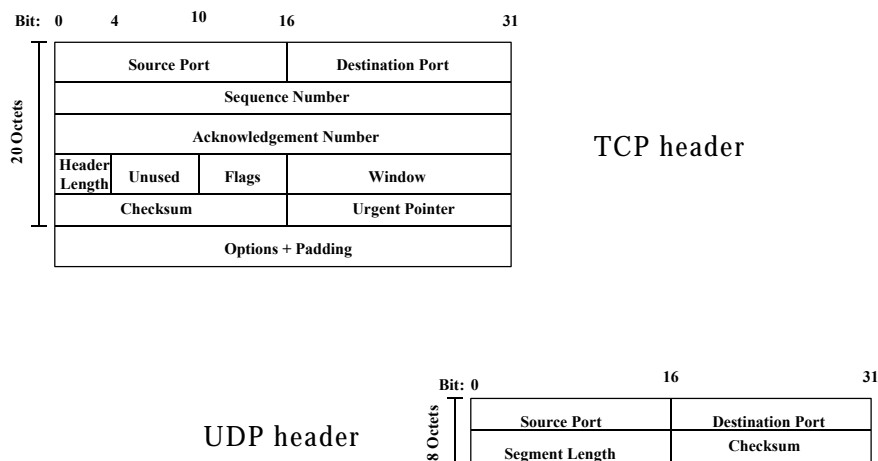 Bit: 0 4 10 16 31
Source Port Destination Port
Sequence Number
Acknowledgement Number
Header Length Unused Flags Window
Checksum Urgent Pointer
Options + Padding
20 Octets
TCP header
Bit: 0 16 31
Source Port Destination Port
Segment Length Checksum
8 Octets
UDP header